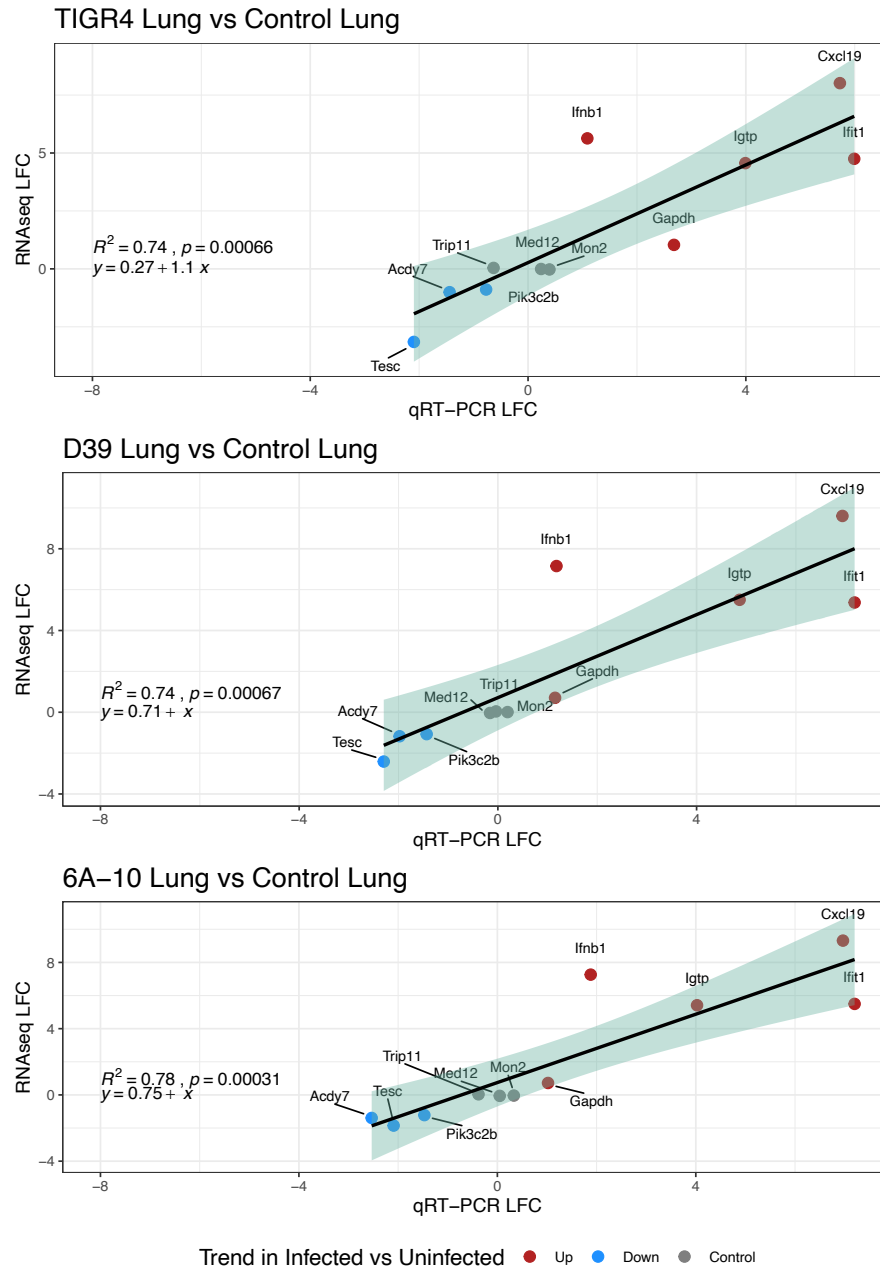 TIGR4 Lung vs Control Lung
Cxcl19
Ifnb1
Igtp
Ifit1
5
RNAseq LFC
Gapdh
Med12
Trip11
Mon2
R² = 0.74 , p = 0.00066
y = 0.27 + 1.1 x
0
Acdy7
Pik3c2b
Tesc
−8
−4
0
4
qRT−PCR LFC
D39 Lung vs Control Lung
Cxcl19
8
Ifnb1
Igtp
Ifit1
RNAseq LFC
4
Gapdh
Trip11
Med12
Mon2
R² = 0.74 , p = 0.00067
y = 0.71 + x
0
Acdy7
Tesc
Pik3c2b
−4
−8
−4
0
4
qRT−PCR LFC
6A−10 Lung vs Control Lung
Cxcl19
8
Ifnb1
Igtp
Ifit1
RNAseq LFC
4
Trip11
Med12
Mon2
R² = 0.78 , p = 0.00031
y = 0.75 + x
0
Acdy7
Tesc
Gapdh
Pik3c2b
−4
−8
−4
0
4
qRT−PCR LFC
Trend in Infected vs Uninfected Up Down Control